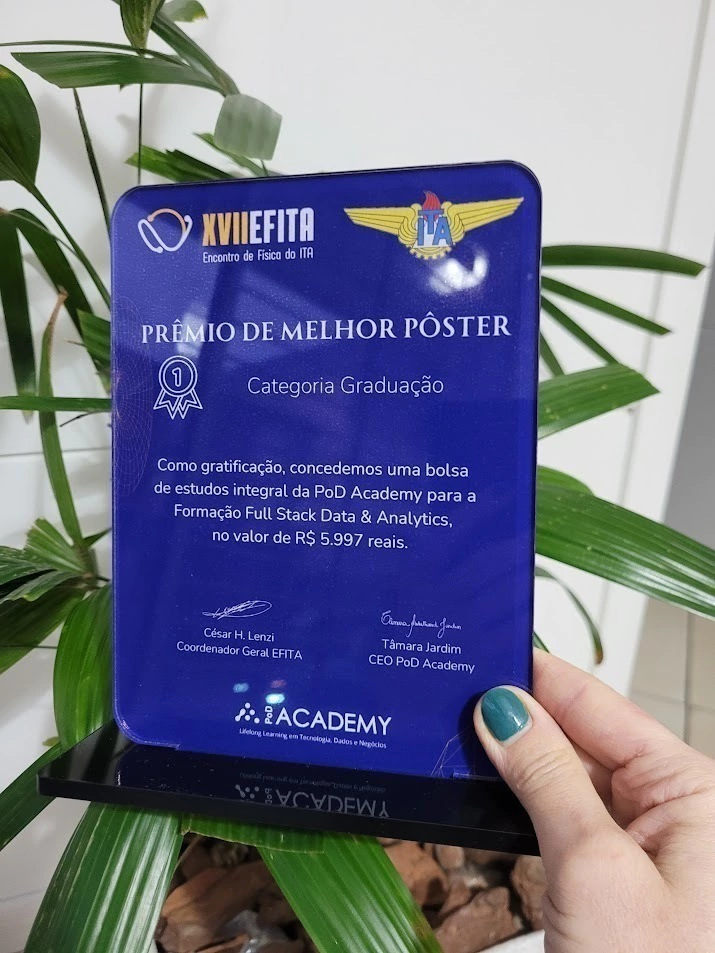 XVIIEFITA
Encontro de Física do ITA
ITA
PRÊMIO DE MELHOR PÔSTER
1
Categoria Graduação
Como gratificação, concedemos uma bolsa
de estudos integral da PoD Academy para a
Formação Full Stack Data & Analytics,
no valor de R$ 5.997 reais.
César H. Lenzi
Coordenador Geral EFITA
Tâmara Jardim
CEO PoD Academy
PoD ACADEMY
Lifelong Learning em Tecnologia, Dados e Negócios